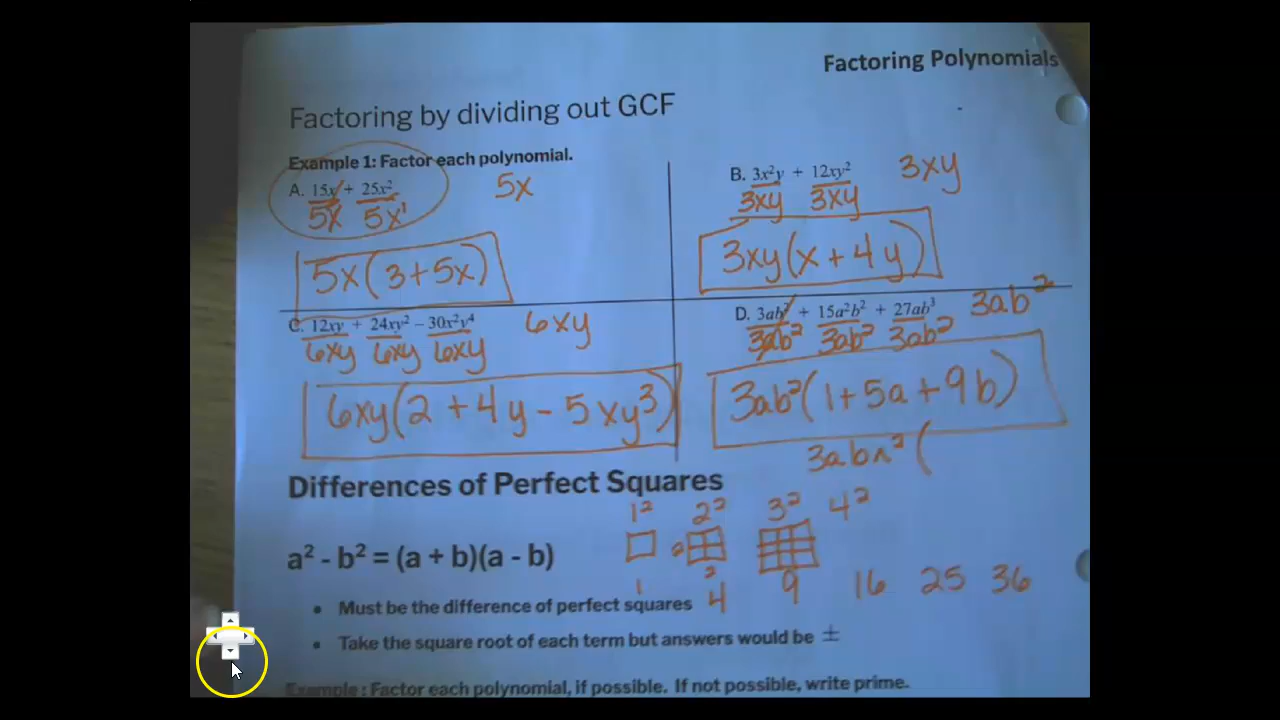 Factoring Polynomials
Factoring by dividing out GCF
Example 1: Factor each polynomial.
A. 15x + 25x²
5x 5x¹
5x
5x(3+5x)
B. 3x²y + 12xy²
3xy 3xy
3xy
3xy(x + 4y)
C. 12xy + 24xy² − 30x²y⁴
6xy 6xy 6xy
6xy
6xy(2 + 4y − 5xy³)
D. 3ab² + 15a²b² + 27ab³
3ab² 3ab² 3ab²
3ab²
3ab²(1+5a+9b)
3abx²(
Differences of Perfect Squares
1² 2² 3² 4²
a² - b² = (a + b)(a - b)
2
2
1 4 9 16 25 36
• Must be the difference of perfect squares
• Take the square root of each term but answers would be ±
Example : Factor each polynomial, if possible. If not possible, write prime.